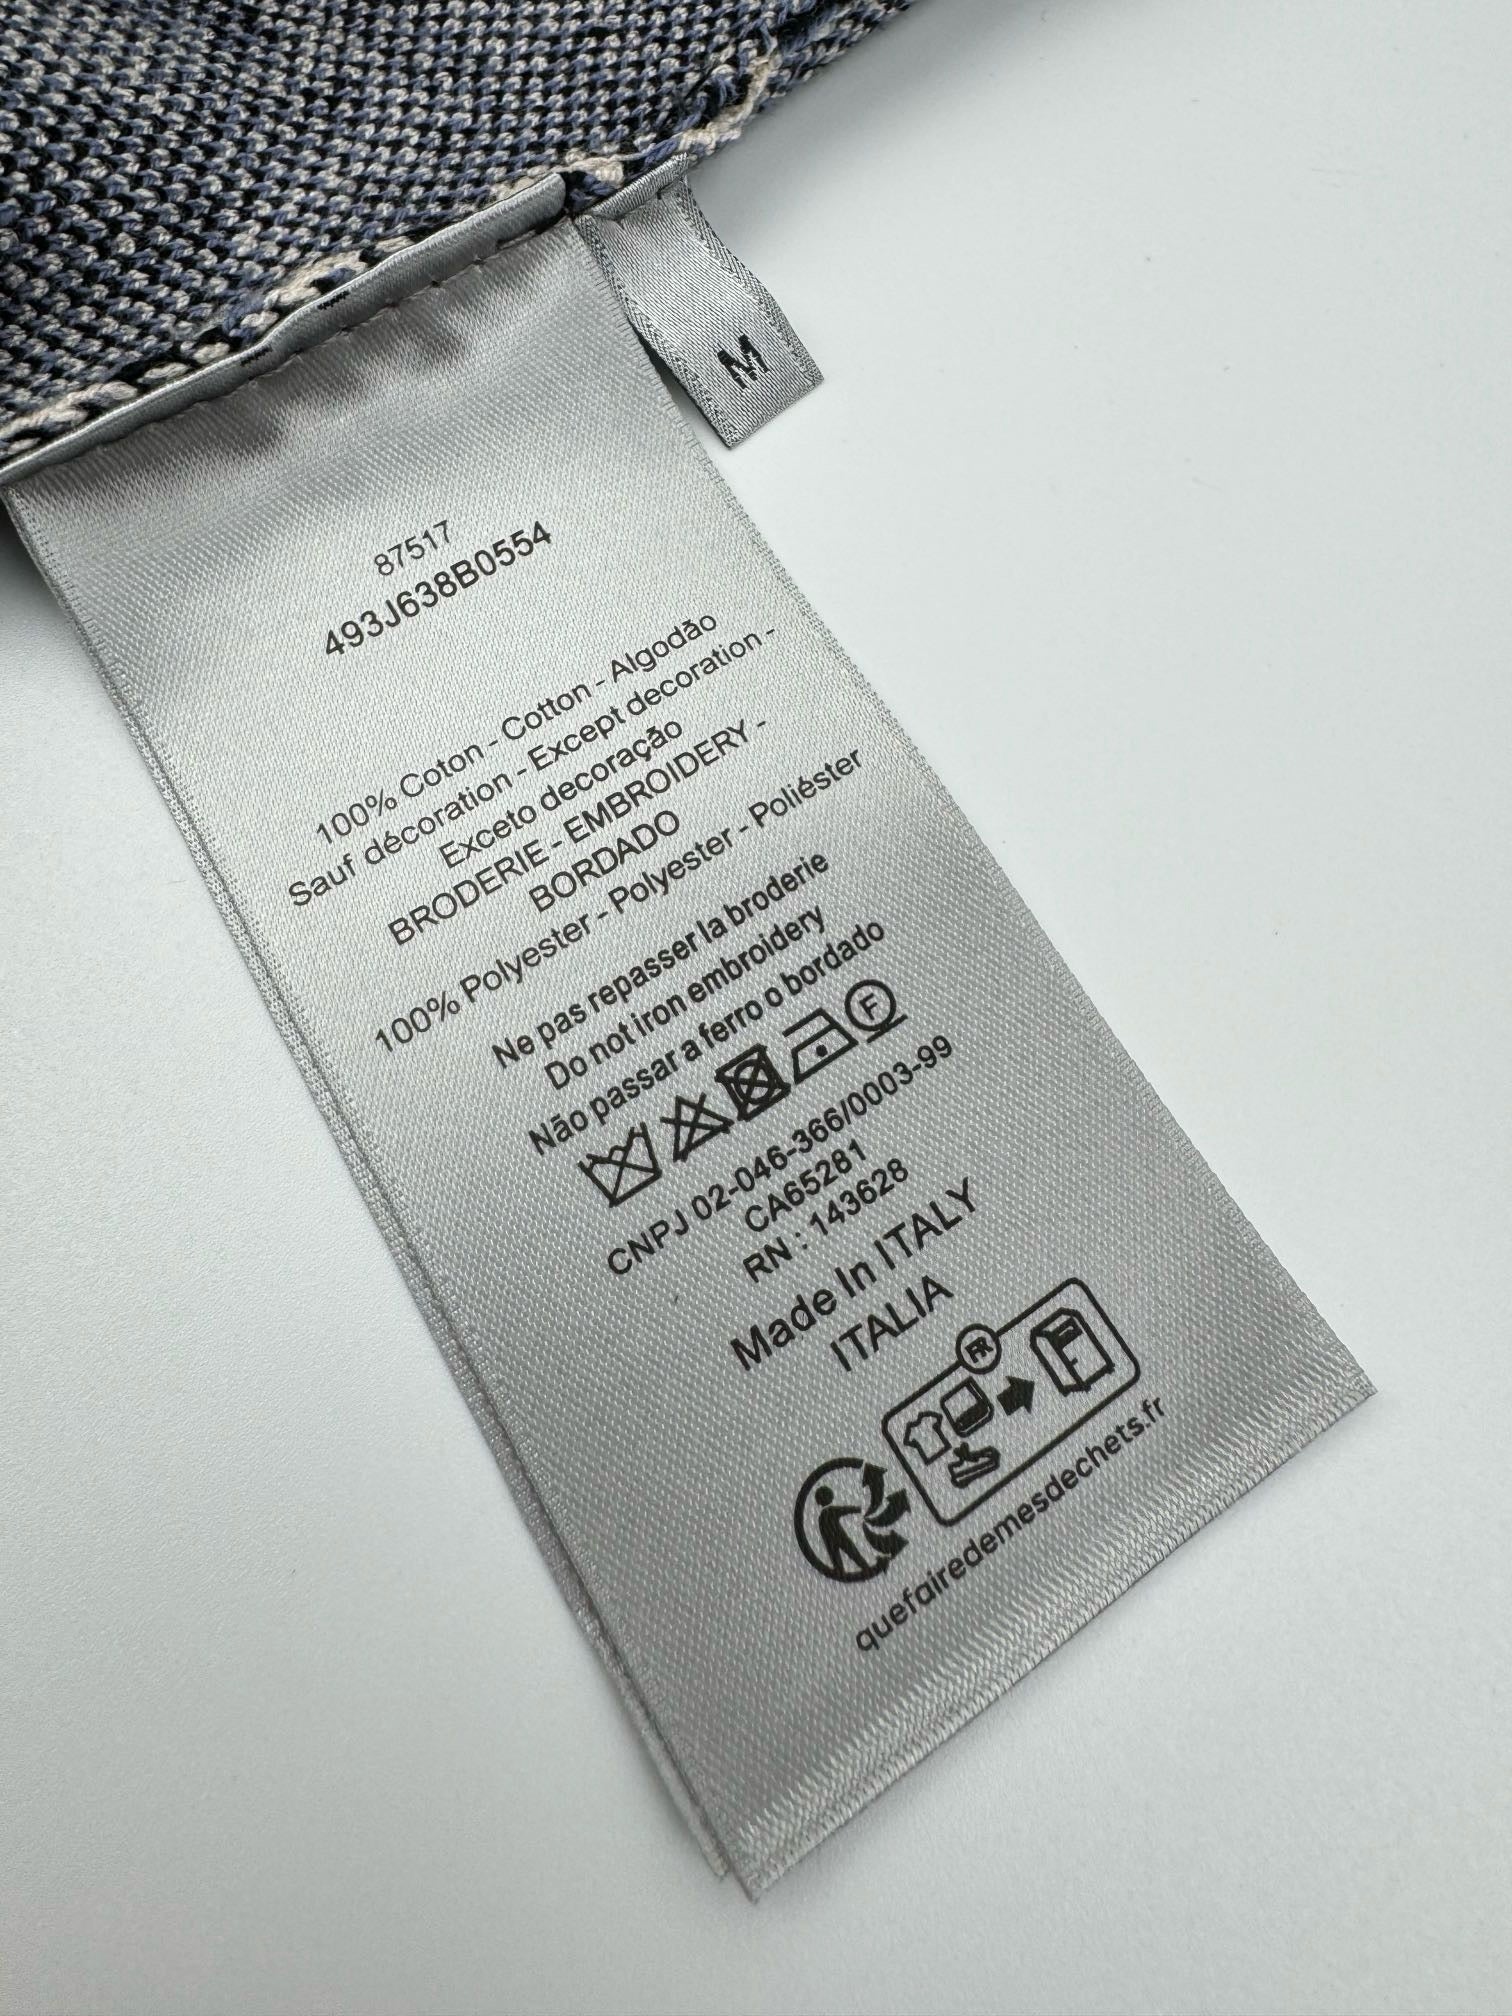 M
87517
493J638B0554
100% Coton - Cotton - Algodão
Sauf décoration - Except decoration -
Exceto decoração
BRODERIE - EMBROIDERY -
BORDADO
100% Polyester - Polyester - Poliéster
Ne pas repasser la broderie
Do not iron embroidery
Não passar a ferro o bordado
F
CNPJ 02-046-366/0003-99
CA65281
RN : 143628
Made In ITALY
ITALIA
FR
quefairedemesdechets.fr